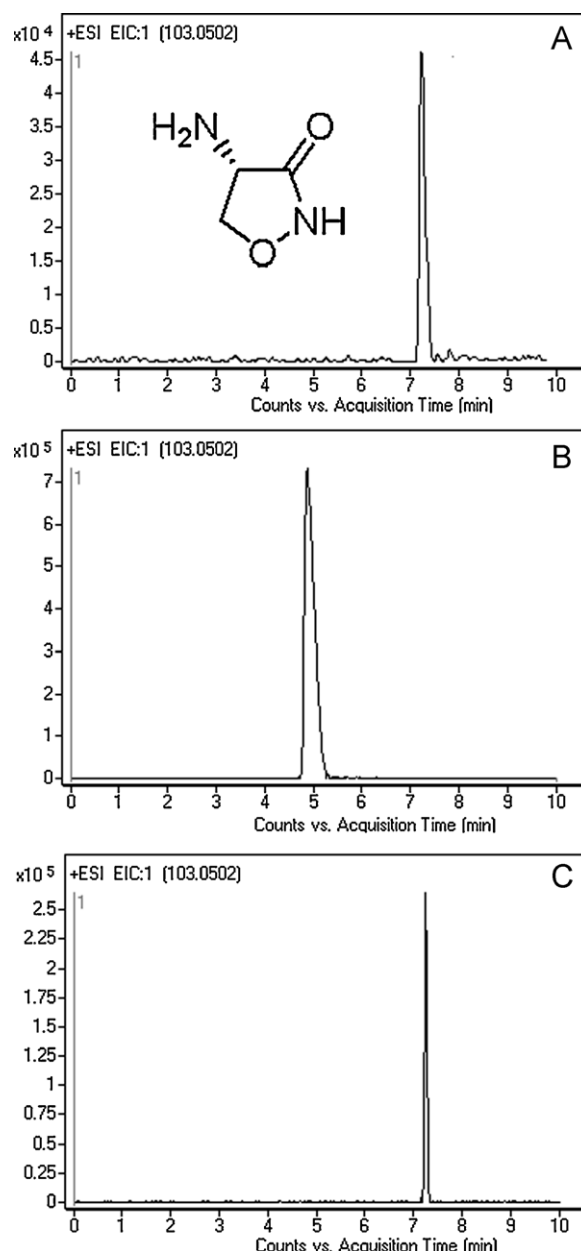 x10 4 +ESI EIC:1 (103.0502) A
1
4.5
4
3.5
3
2.5
2
1.5
1
0.5
0
H2N
O
NH
O
0 1 2 3 4 5 6 7 8 9 10
Counts vs. Acquisition Time (min)
x10 5 +ESI EIC:1 (103.0502) B
1
7
6
5
4
3
2
1
0
0 1 2 3 4 5 6 7 8 9 10
Counts vs. Acquisition Time (min)
x10 5 +ESI EIC:1 (103.0502) C
1
2.5
2.25
2
1.75
1.5
1.25
1
0.75
0.5
0.25
0
0 1 2 3 4 5 6 7 8 9 10
Counts vs. Acquisition Time (min)